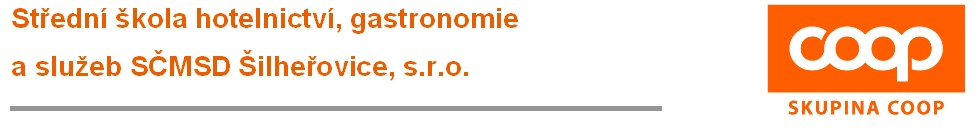 Střední škola hotelnictví, gastronomie
a služeb SČMSD Šilheřovice, s.r.o.
coop
SKUPINA COOP